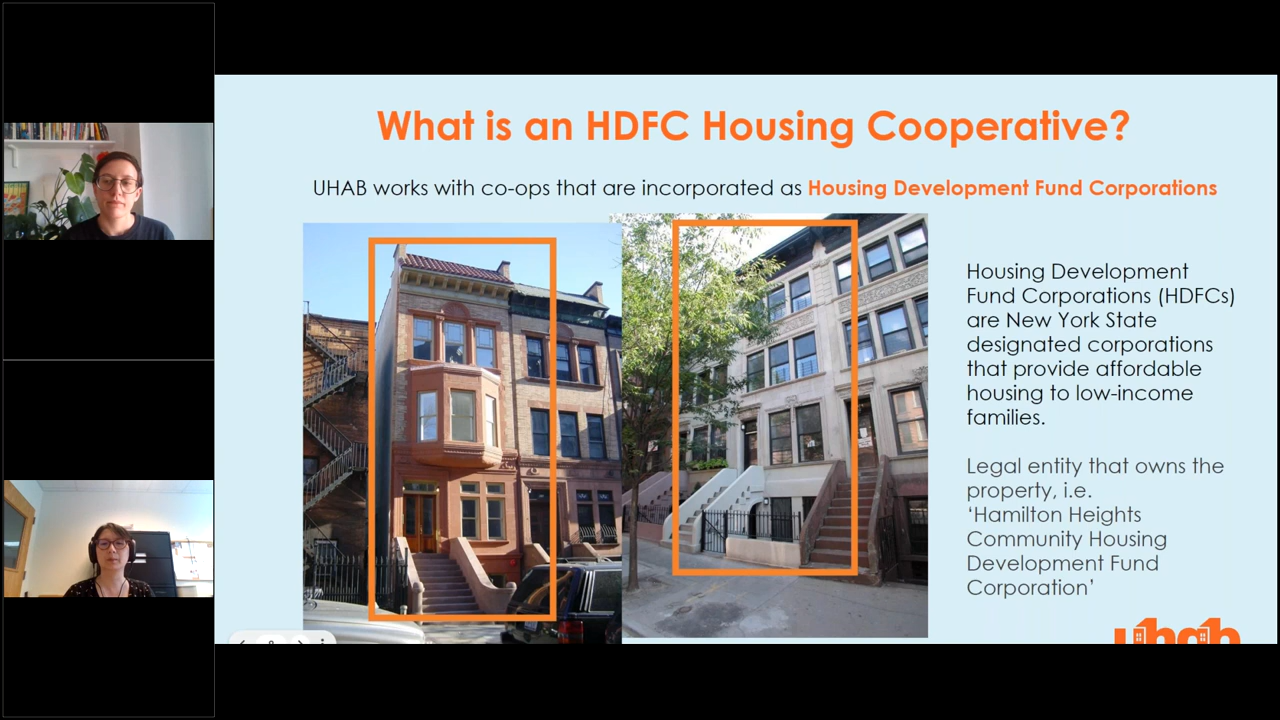 What is an HDFC Housing Cooperative?
UHAB works with co-ops that are incorporated as Housing Development Fund Corporations
Housing Development
Fund Corporations (HDFCs)
are New York State
designated corporations
that provide affordable
housing to low-income
families.
Legal entity that owns the
property, i.e.
‘Hamilton Heights
Community Housing
Development Fund
Corporation’
uhab